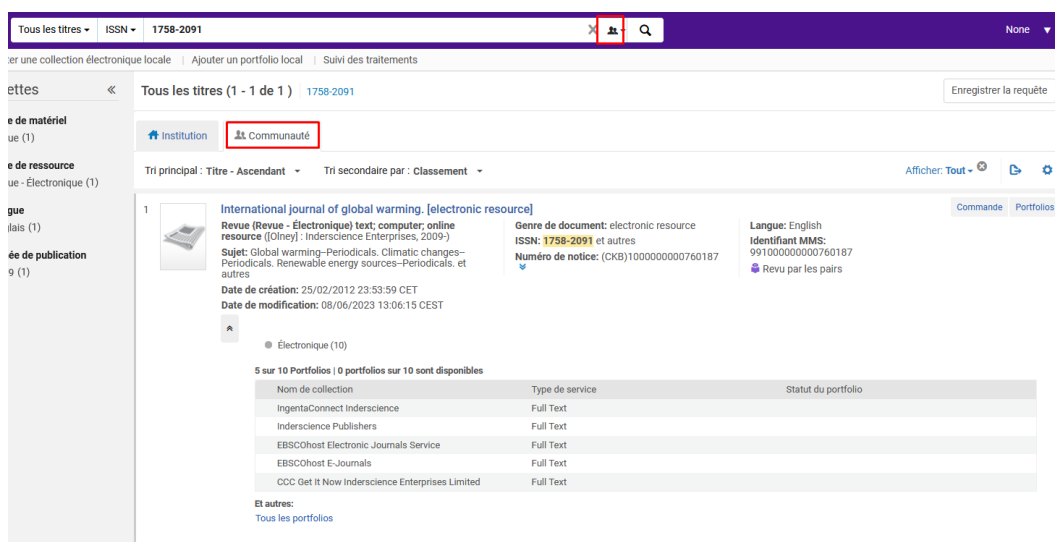 Tous les titres ISSN 1758-2091 None
ter une collection électronique locale | Ajouter un portfolio local | Suivi des traitements
ettes « Tous les titres (1 - 1 de 1 ) 1758-2091 Enregistrer la requête
e de matériel
ue (1)
Institution Communauté
e de ressource
ue - Électronique (1)
Tri principal : Titre - Ascendant Tri secondaire par : Classement Afficher: Tout
gue
lais (1)
ée de publication
9 (1)
1 International journal of global warming. [electronic resource] Commande Portfolios
Revue {Revue - Électronique} text; computer; online
resource ([Olney] : Inderscience Enterprises, 2009-)
Sujet: Global warming–Periodicals. Climatic changes–
Periodicals. Renewable energy sources–Periodicals. et
autres
Date de création: 25/02/2012 23:53:59 CET
Date de modification: 08/06/2023 13:06:15 CEST
Genre de document: electronic resource
ISSN: 1758-2091 et autres
Numéro de notice: (CKB)1000000000760187
Langue: English
Identifiant MMS:
991000000000760187
Revu par les pairs
Électronique (10)
5 sur 10 Portfolios | 0 portfolios sur 10 sont disponibles
Nom de collection Type de service Statut du portfolio
IngentaConnect Inderscience Full Text
Inderscience Publishers Full Text
EBSCOhost Electronic Journals Service Full Text
EBSCOhost E-Journals Full Text
CCC Get It Now Inderscience Enterprises Limited Full Text
Et autres:
Tous les portfolios